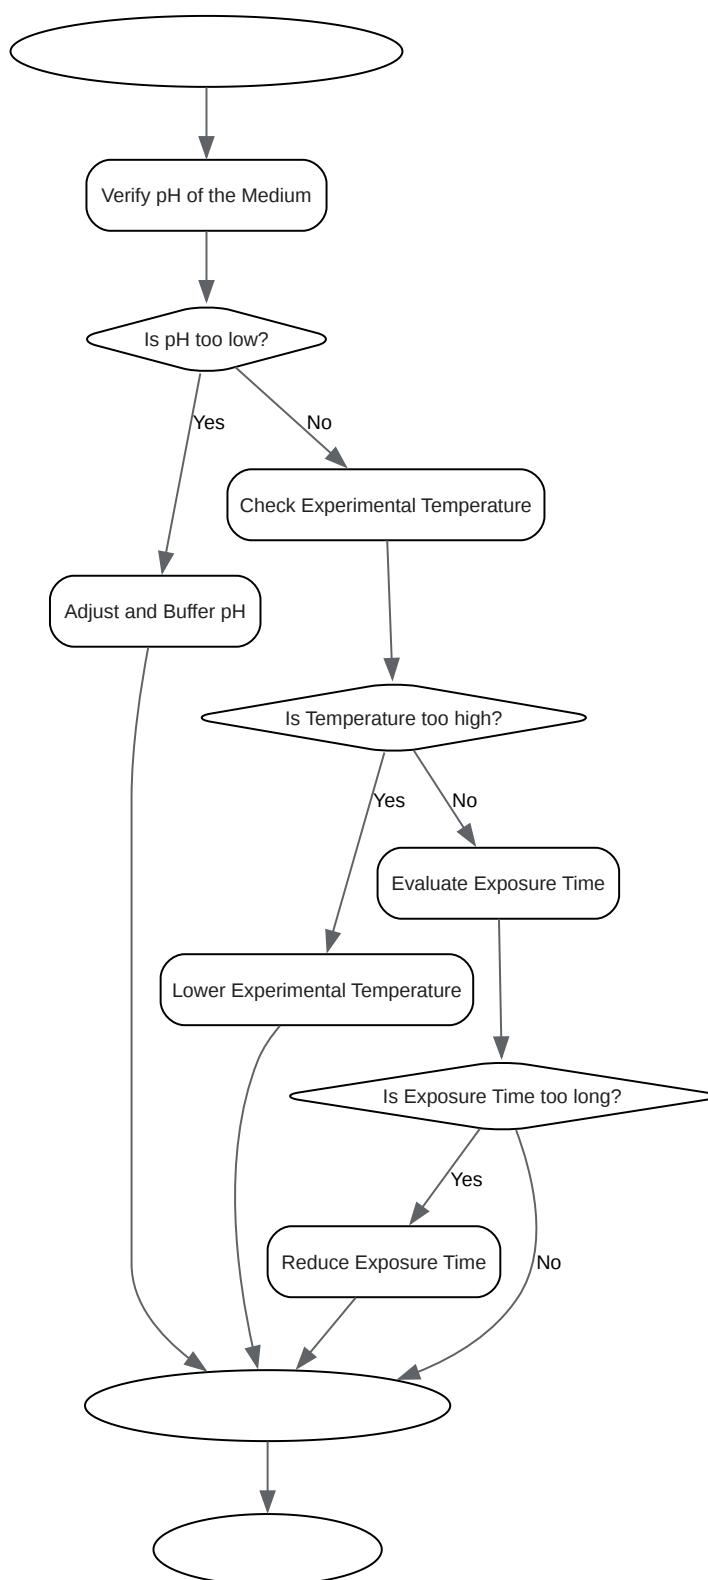 Verify pH of the Medium
Is pH too low?
Yes
No
Check Experimental Temperature
Adjust and Buffer pH
Is Temperature too high?
Yes
No
Evaluate Exposure Time
Lower Experimental Temperature
Is Exposure Time too long?
Yes
Reduce Exposure Time
No